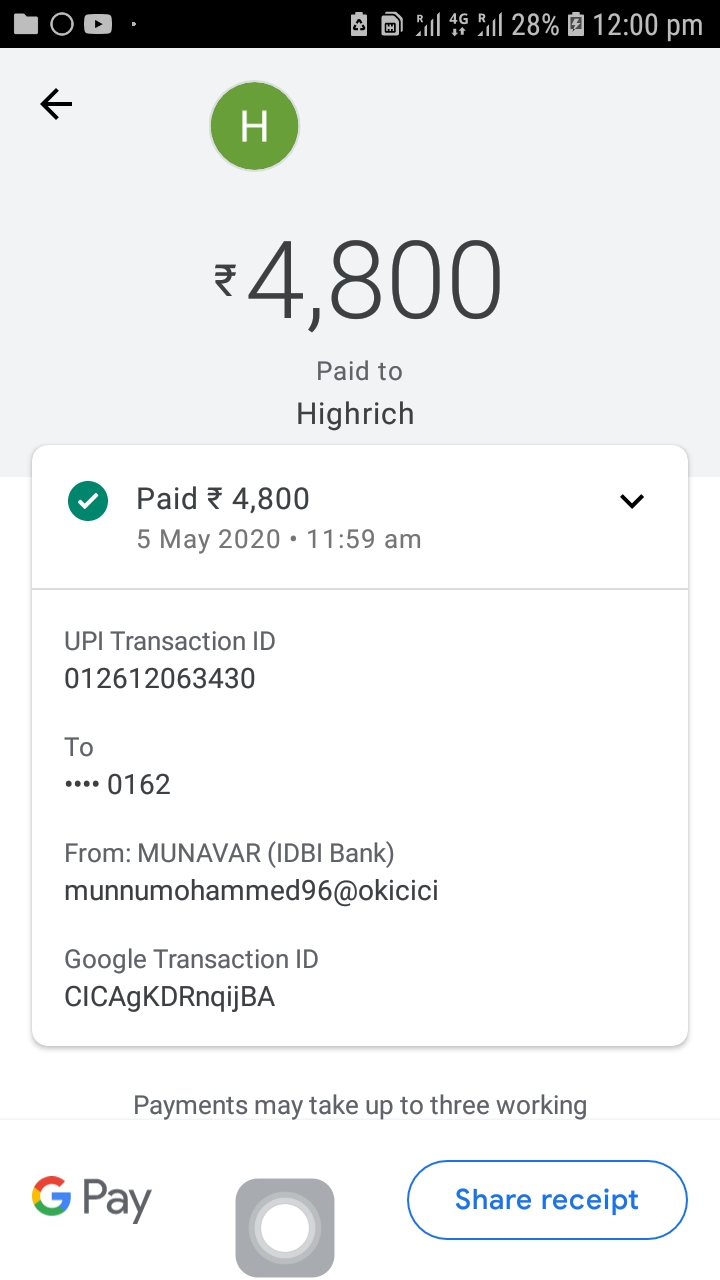 R 4G R 28% 12:00 pm
H
₹4,800
Paid to
Highrich
Paid ₹ 4,800
5 May 2020 • 11:59 am
UPI Transaction ID
012612063430
To
•••• 0162
From: MUNAVAR (IDBI Bank)
munnumohammed96@okicici
Google Transaction ID
CICAgKDRnqijBA
Payments may take up to three working
G Pay
Share receipt